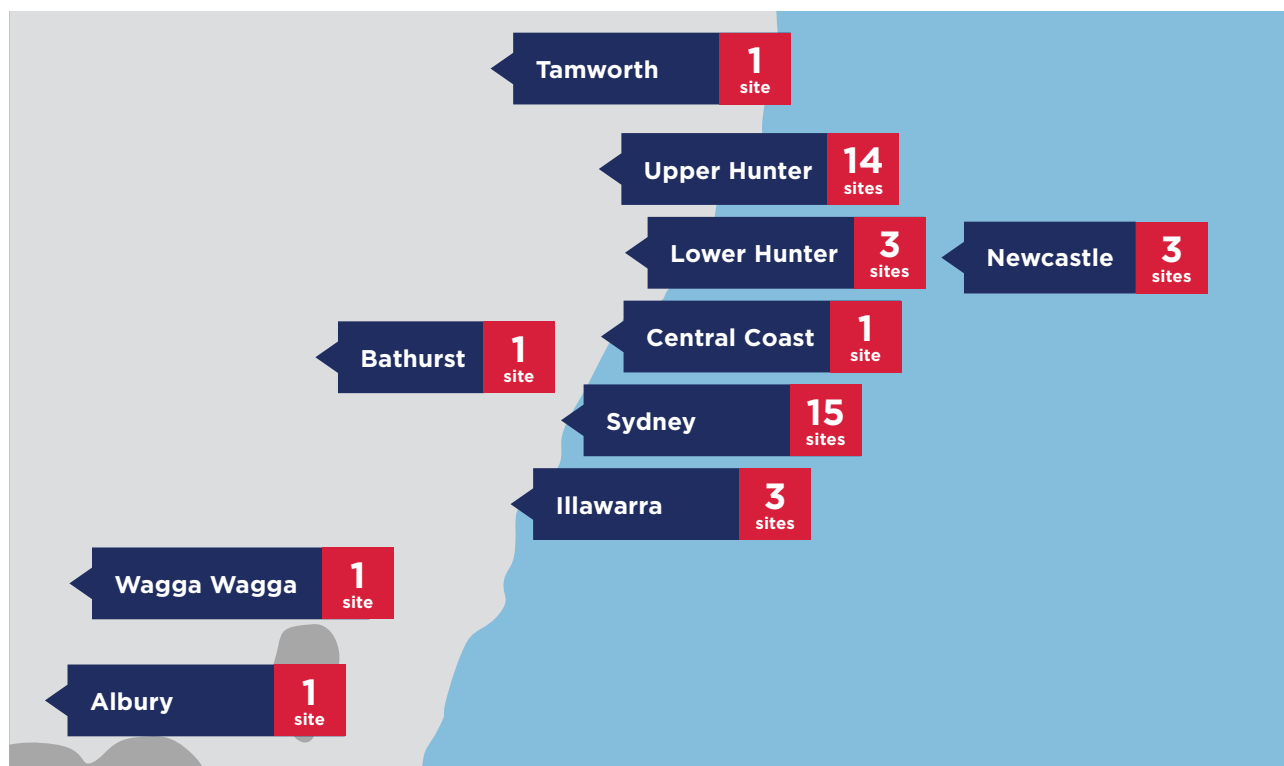 Tamworth
1
site
Upper Hunter
14
sites
Lower Hunter
3
sites
Newcastle
3
sites
Central Coast
1
site
Bathurst
1
site
Sydney
15
sites
Illawarra
3
sites
Wagga Wagga
1
site
Albury
1
site